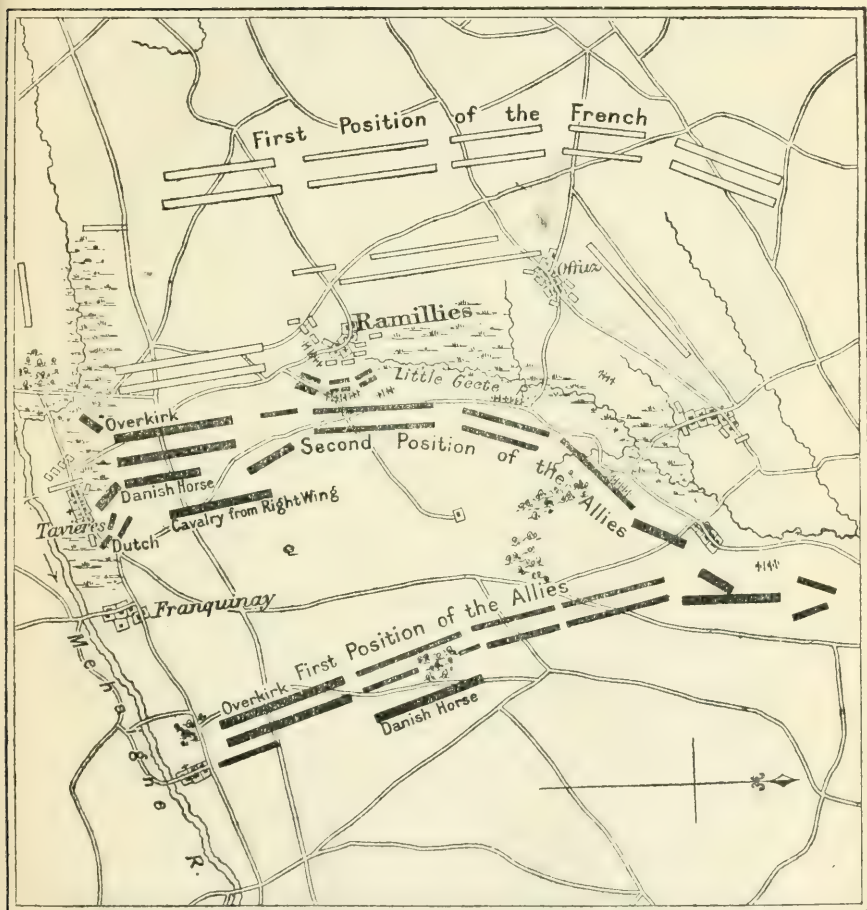 First Position of the French
Offuz
Ramillies
Little Geete
Overkirk
Second Position of the Allies
Danish Horse
Cavalry from Right Wing
Tavieres
Dutch
Franquinay
First Position of the Allies
Overkirk
Danish Horse
Mehaigne R.